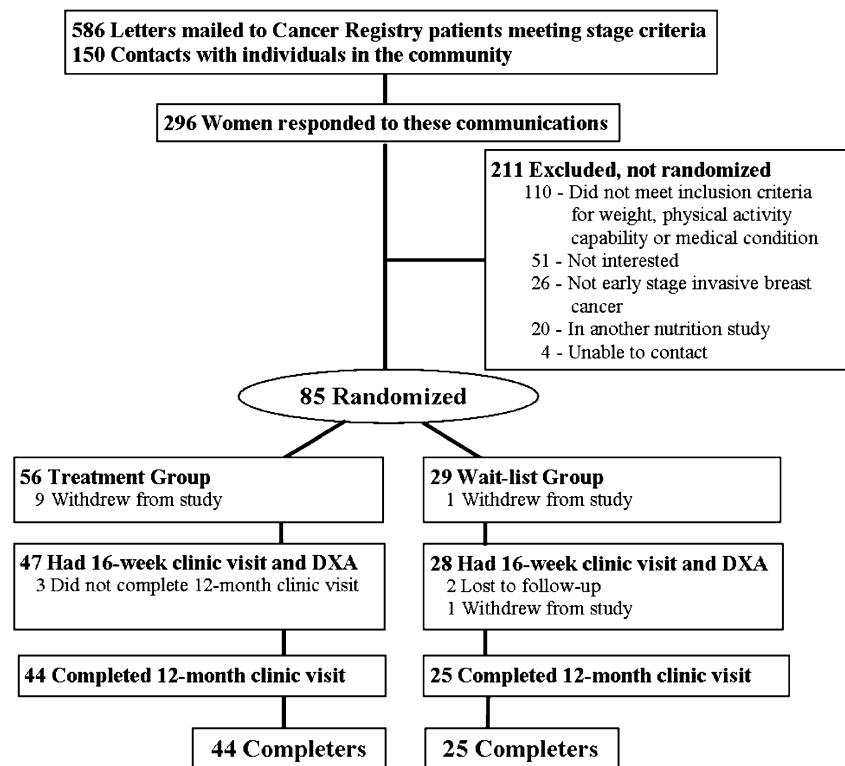 586 Letters mailed to Cancer Registry patients meeting stage criteria
150 Contacts with individuals in the community
296 Women responded to these communications
211 Excluded, not randomized
110 - Did not meet inclusion criteria
for weight, physical activity
capability or medical condition
51 - Not interested
26 - Not early stage invasive breast
cancer
20 - In another nutrition study
4 - Unable to contact
85 Randomized
56 Treatment Group
9 Withdrew from study
29 Wait-list Group
1 Withdrew from study
47 Had 16-week clinic visit and DXA
3 Did not complete 12-month clinic visit
28 Had 16-week clinic visit and DXA
2 Lost to follow-up
1 Withdrew from study
44 Completed 12-month clinic visit
25 Completed 12-month clinic visit
44 Completers
25 Completers